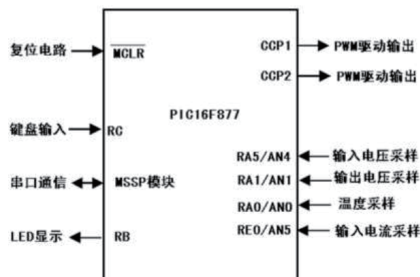 复位电路 MCLR CCP1 PWM驱动输出
CCP2 PWM驱动输出
PIC16F877
键盘输入 RC
RA5/AN4 输入电压采样
串口通信 MSSP模块 RA1/AN1 输出电压采样
RA0/AN0 温度采样
LED显示 RB RE0/AN5 输入电流采样